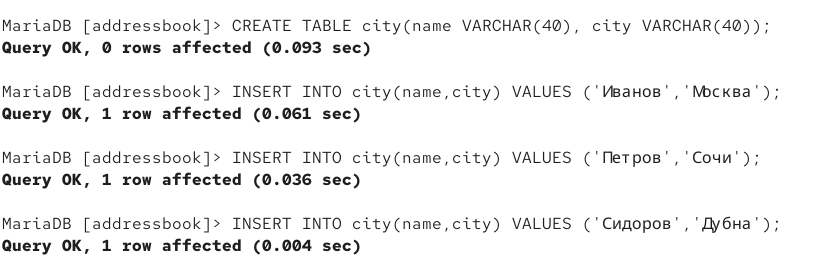 MariaDB [addressbook]> CREATE TABLE city(name VARCHAR(40), city VARCHAR(40));
Query OK, 0 rows affected (0.093 sec)
MariaDB [addressbook]> INSERT INTO city(name,city) VALUES ('Иванов','Москва');
Query OK, 1 row affected (0.061 sec)
MariaDB [addressbook]> INSERT INTO city(name,city) VALUES ('Петров','Сочи');
Query OK, 1 row affected (0.036 sec)
MariaDB [addressbook]> INSERT INTO city(name,city) VALUES ('Сидоров','Дубна');
Query OK, 1 row affected (0.004 sec)